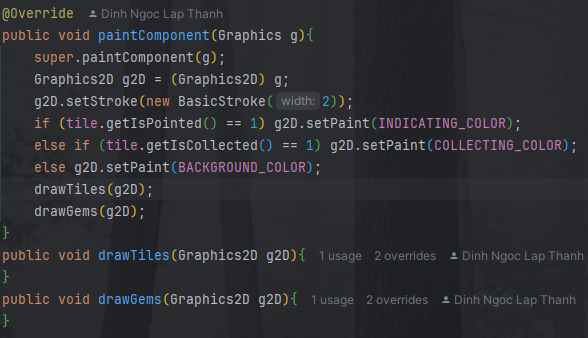 @Override Dinh Ngoc Lap Thanh
public void paintComponent(Graphics g){
super.paintComponent(g);
Graphics2D g2D = (Graphics2D) g;
g2D.setStroke(new BasicStroke( width: 2));
if (tile.getIsPointed() == 1) g2D.setPaint(INDICATING_COLOR);
else if (tile.getIsCollected() == 1) g2D.setPaint(COLLECTING_COLOR);
else g2D.setPaint(BACKGROUND_COLOR);
drawTiles(g2D);
drawGems(g2D);
}
public void drawTiles(Graphics2D g2D){ 1 usage 2 overrides Dinh Ngoc Lap Thanh
}
public void drawGems(Graphics2D g2D){ 1 usage 2 overrides Dinh Ngoc Lap Thanh
}